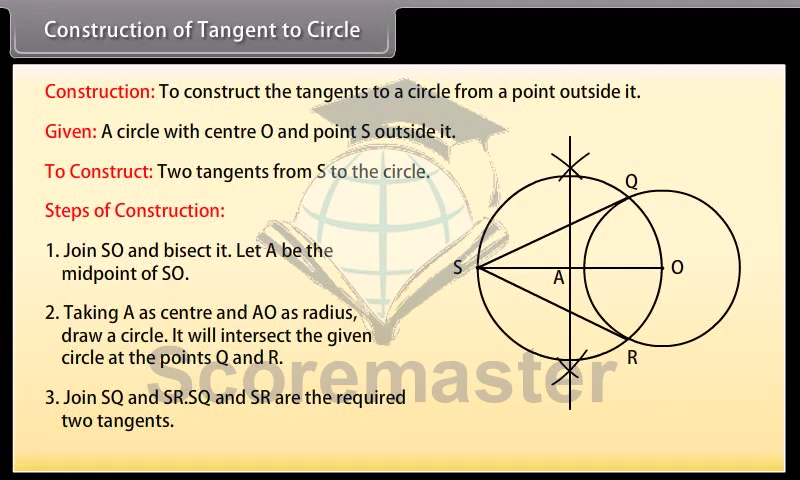 Construction of Tangent to Circle
Construction: To construct the tangents to a circle from a point outside it.
Given: A circle with centre O and point S outside it.
To Construct: Two tangents from S to the circle.
Steps of Construction:
1. Join SO and bisect it. Let A be the
midpoint of SO.
2. Taking A as centre and AO as radius,
draw a circle. It will intersect the given
circle at the points Q and R.
3. Join SQ and SR.SQ and SR are the required
two tangents.
Q
S
A
O
R
Scoremaster